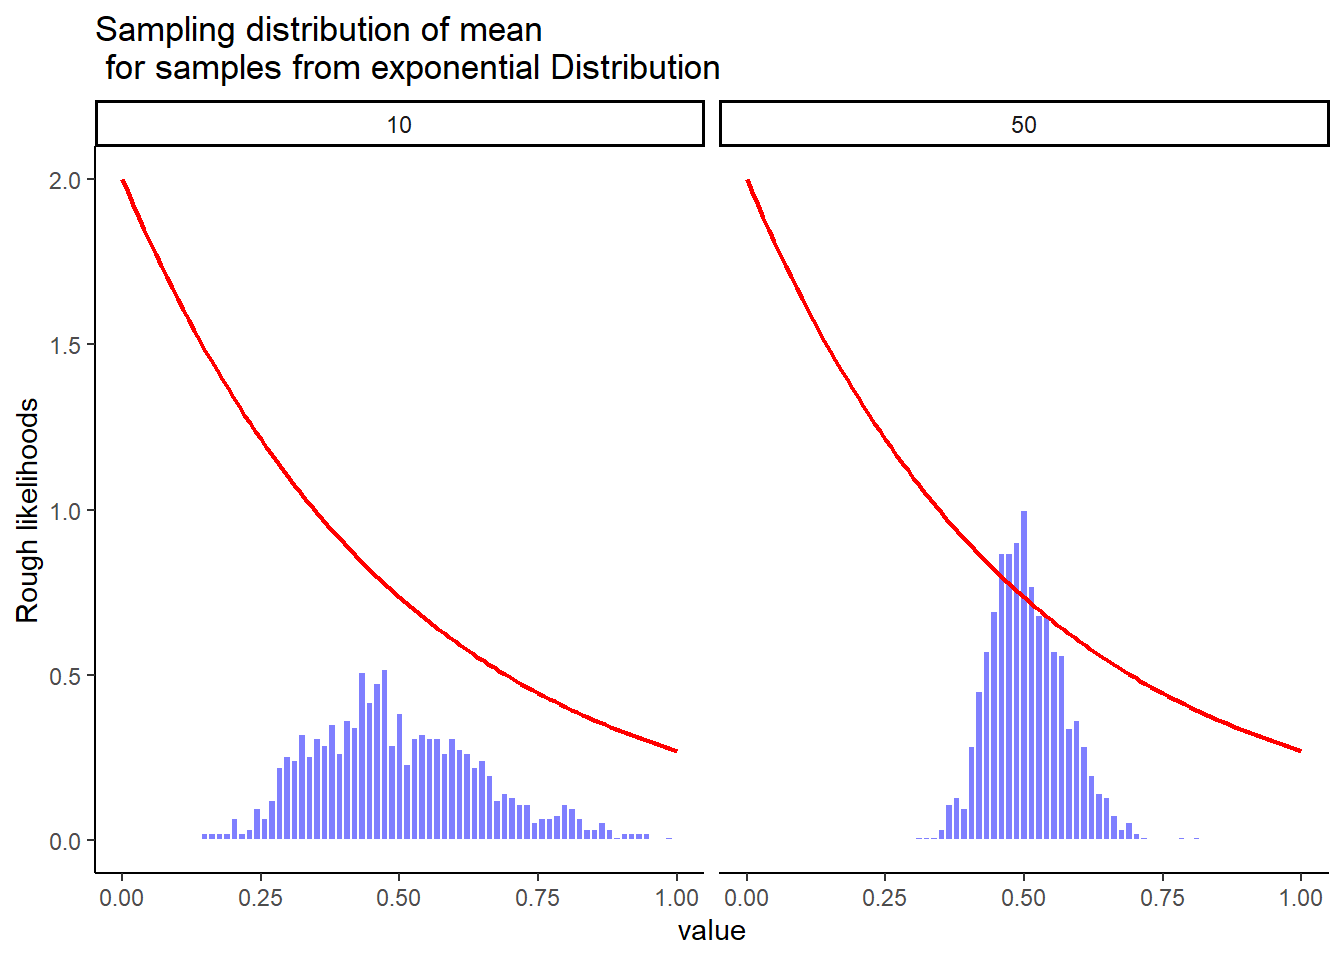 Sampling distribution of mean
for samples from exponential Distribution
10
50
Rough likelihoods
2.0
1.5
1.0
0.5
0.0
0.00 0.25 0.50 0.75 1.00
0.00 0.25 0.50 0.75 1.00
value